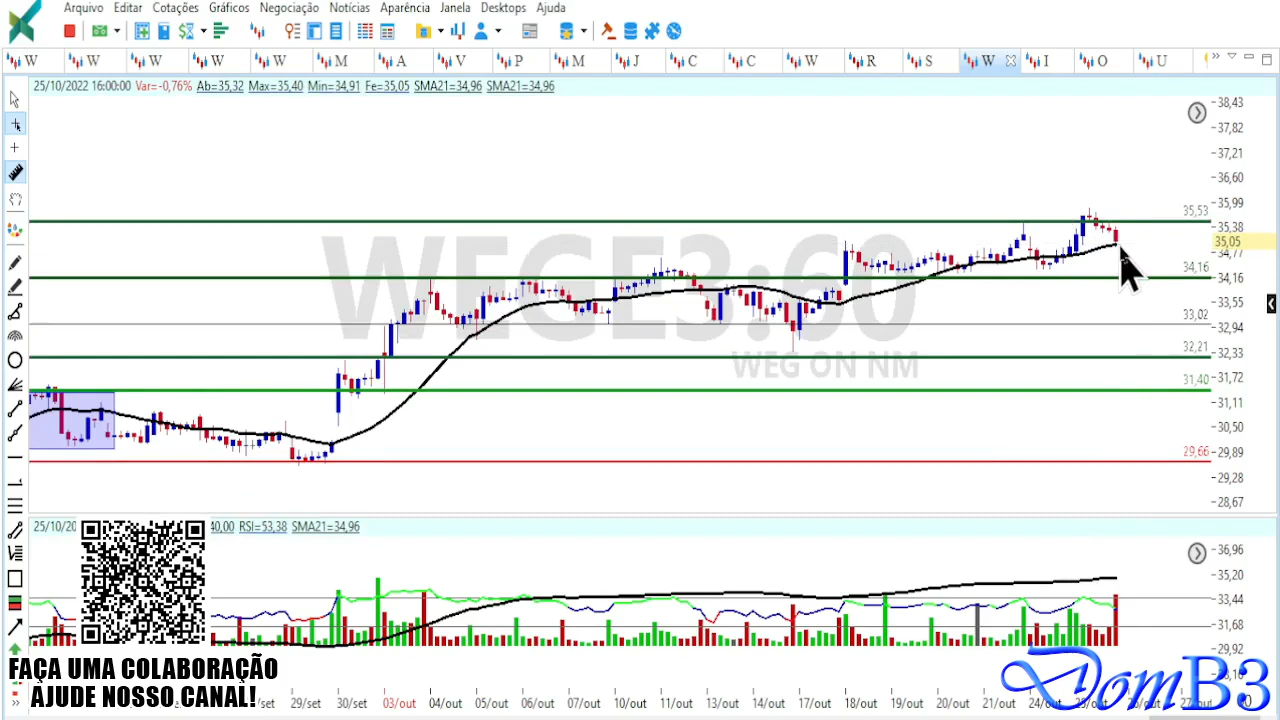 Arquivo Editar Cotações Gráficos Negociação Notícias Aparência Janela Desktops Ajuda
W W W W W M A V P M J C C W R S W I O U
25/10/2022 16:00:00 Var=-0,76% Ab=35,32 Max=35,40 Min=34,91 Fe=35,05 SMA21=34,96 SMA21=34,96
38,43
37,82
37,21
36,60
35,99
35,53
35,38
35,05
34,77
34,16
34,16
33,55
33,02
32,94
32,21
32,33
31,72
31,40
31,11
30,50
29,89
29,66
29,28
28,67
WEGE3:60
WEG ON NM
25/10/20 40,00 RSI=53,38 SMA21=34,96
36,96
35,20
33,44
31,68
29,92
FAÇA UMA COLABORAÇÃO
AJUDE NOSSO CANAL!
29/set 30/set 03/out 04/out 05/out 06/out 07/out 10/out 11/out 13/out 14/out 17/out 18/out 19/out 20/out 21/out 24/out 25/out
DomB3